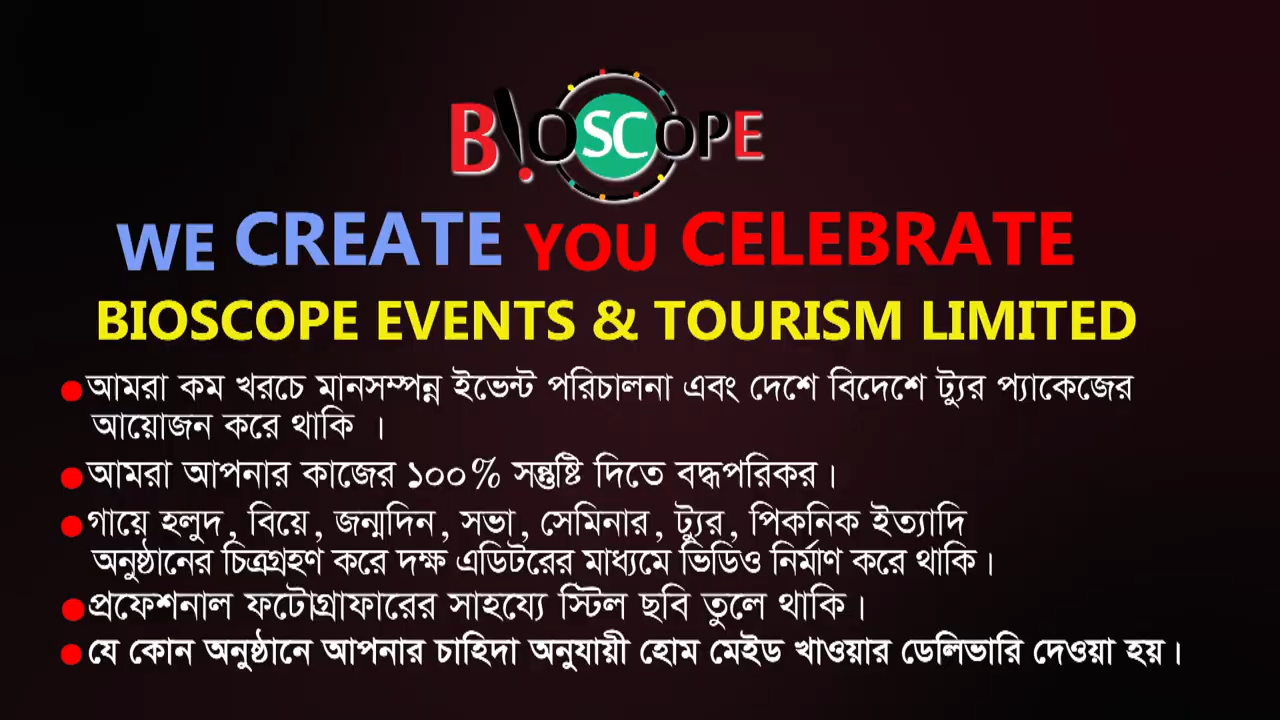 B!OSCOPE
WE CREATE YOU CELEBRATE
BIOSCOPE EVENTS & TOURISM LIMITED
আমরা কম খরচে মানসম্পন্ন ইভেন্ট পরিচালনা এবং দেশে বিদেশে ট্যুর প্যাকেজের
আয়োজন করে থাকি ।
আমরা আপনার কাজের ১০০% সন্তুষ্টি দিতে বদ্ধপরিকর।
গায়ে হলুদ, বিয়ে, জন্মদিন, সভা, সেমিনার, ট্যুর, পিকনিক ইত্যাদি
অনুষ্ঠানের চিত্রগ্রহণ করে দক্ষ এডিটরের মাধ্যমে ভিডিও নির্মাণ করে থাকি।
প্রফেশনাল ফটোগ্রাফারের সাহয্যে স্টিল ছবি তুলে থাকি।
যে কোন অনুষ্ঠানে আপনার চাহিদা অনুযায়ী হোম মেইড খাওয়ার ডেলিভারি দেওয়া হয়।